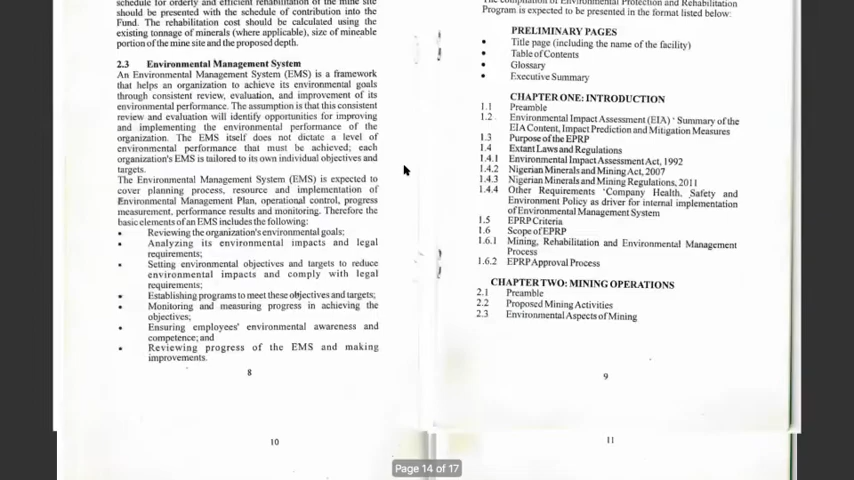 schedule for orderly and efficient rehabilitation of the mine site
should be presented with the schedule of contribution into the
Fund. The rehabilitation cost should be calculated using the
existing tonnage of minerals (where applicable), size of mineable
portion of the mine site and the proposed depth.
2.3 Environmental Management System
An Environmental Management System (EMS) is a framework
that helps an organization to achieve its environmental goals
through consistent review, evaluation, and improvement of its
environmental performance. The assumption is that this consistent
review and evaluation will identify opportunities for improving
and implementing the environmental performance of the
organization. The EMS itself does not dictate a level of
environmental performance that must be achieved; each
organization's EMS is tailored to its own individual objectives and
targets.
The Environmental Management System (EMS) is expected to
cover planning process, resource and implementation of
Environmental Management Plan, operational control, progress
measurement, performance results and monitoring. Therefore the
basic elements of an EMS includes the following:
• Reviewing the organization's environmental goals;
• Analyzing its environmental impacts and legal
requirements;
• Setting environmental objectives and targets to reduce
environmental impacts and comply with legal
requirements;
• Establishing programs to meet these objectives and targets;
• Monitoring and measuring progress in achieving the
objectives;
• Ensuring employees' environmental awareness and
competence; and
• Reviewing progress of the EMS and making
improvements.
8
10
The compilation of Environmental Protection and Rehabilitation
Program is expected to be presented in the format listed below:
PRELIMINARY PAGES
• Title page (including the name of the facility)
• Table of Contents
• Glossary
• Executive Summary
CHAPTER ONE: INTRODUCTION
1.1 Preamble
1.2 Environmental Impact Assessment (EIA) ' Summary of the
EIA Content, Impact Prediction and Mitigation Measures
1.3 Purpose of the EPRP
1.4 Extant Laws and Regulations
1.4.1 Environmental Impact Assessment Act, 1992
1.4.2 Nigerian Minerals and Mining Act, 2007
1.4.3 Nigerian Minerals and Mining Regulations, 2011
1.4.4 Other Requirements 'Company Health, Safety and
Environment Policy as driver for internal implementation
of Environmental Management System
1.5 EPRP Criteria
1.6 Scope of EPRP
1.6.1 Mining, Rehabilitation and Environmental Management
Process
1.6.2 EPRP Approval Process
CHAPTER TWO: MINING OPERATIONS
2.1 Preamble
2.2 Proposed Mining Activities
2.3 Environmental Aspects of Mining
9
11
Page 14 of 17